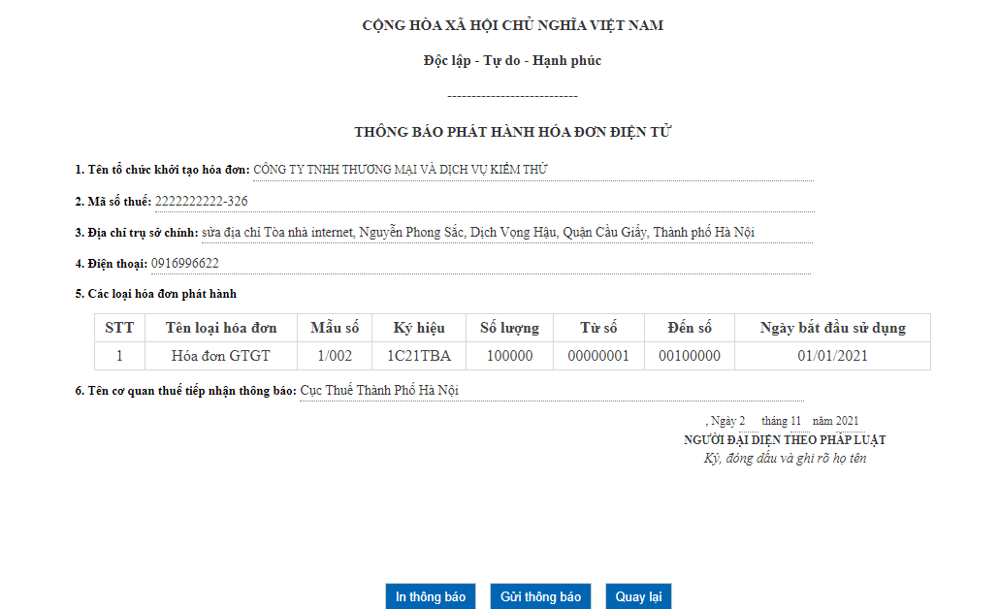 CỘNG HÒA XÃ HỘI CHỦ NGHĨA VIỆT NAM
Độc lập - Tự do - Hạnh phúc
---------------------------
THÔNG BÁO PHÁT HÀNH HÓA ĐƠN ĐIỆN TỬ
1. Tên tổ chức khởi tạo hóa đơn: CÔNG TY TNHH THƯƠNG MẠI VÀ DỊCH VỤ KIỂM THỬ
2. Mã số thuế: 2222222222-326
3. Địa chỉ trụ sở chính: sửa địa chỉ Tòa nhà internet, Nguyễn Phong Sắc, Dịch Vọng Hậu, Quận Cầu Giấy, Thành phố Hà Nội
4. Điện thoại: 0916996622
5. Các loại hóa đơn phát hành
STT Tên loại hóa đơn Mẫu số Ký hiệu Số lượng Từ số Đến số Ngày bắt đầu sử dụng
1 Hóa đơn GTGT 1/002 1C21TBA 100000 00000001 00100000 01/01/2021
6. Tên cơ quan thuế tiếp nhận thông báo: Cục Thuế Thành Phố Hà Nội
, Ngày 2 tháng 11 năm 2021
NGƯỜI ĐẠI DIỆN THEO PHÁP LUẬT
Ký, đóng dấu và ghi rõ họ tên
In thông báo Gửi thông báo Quay lại